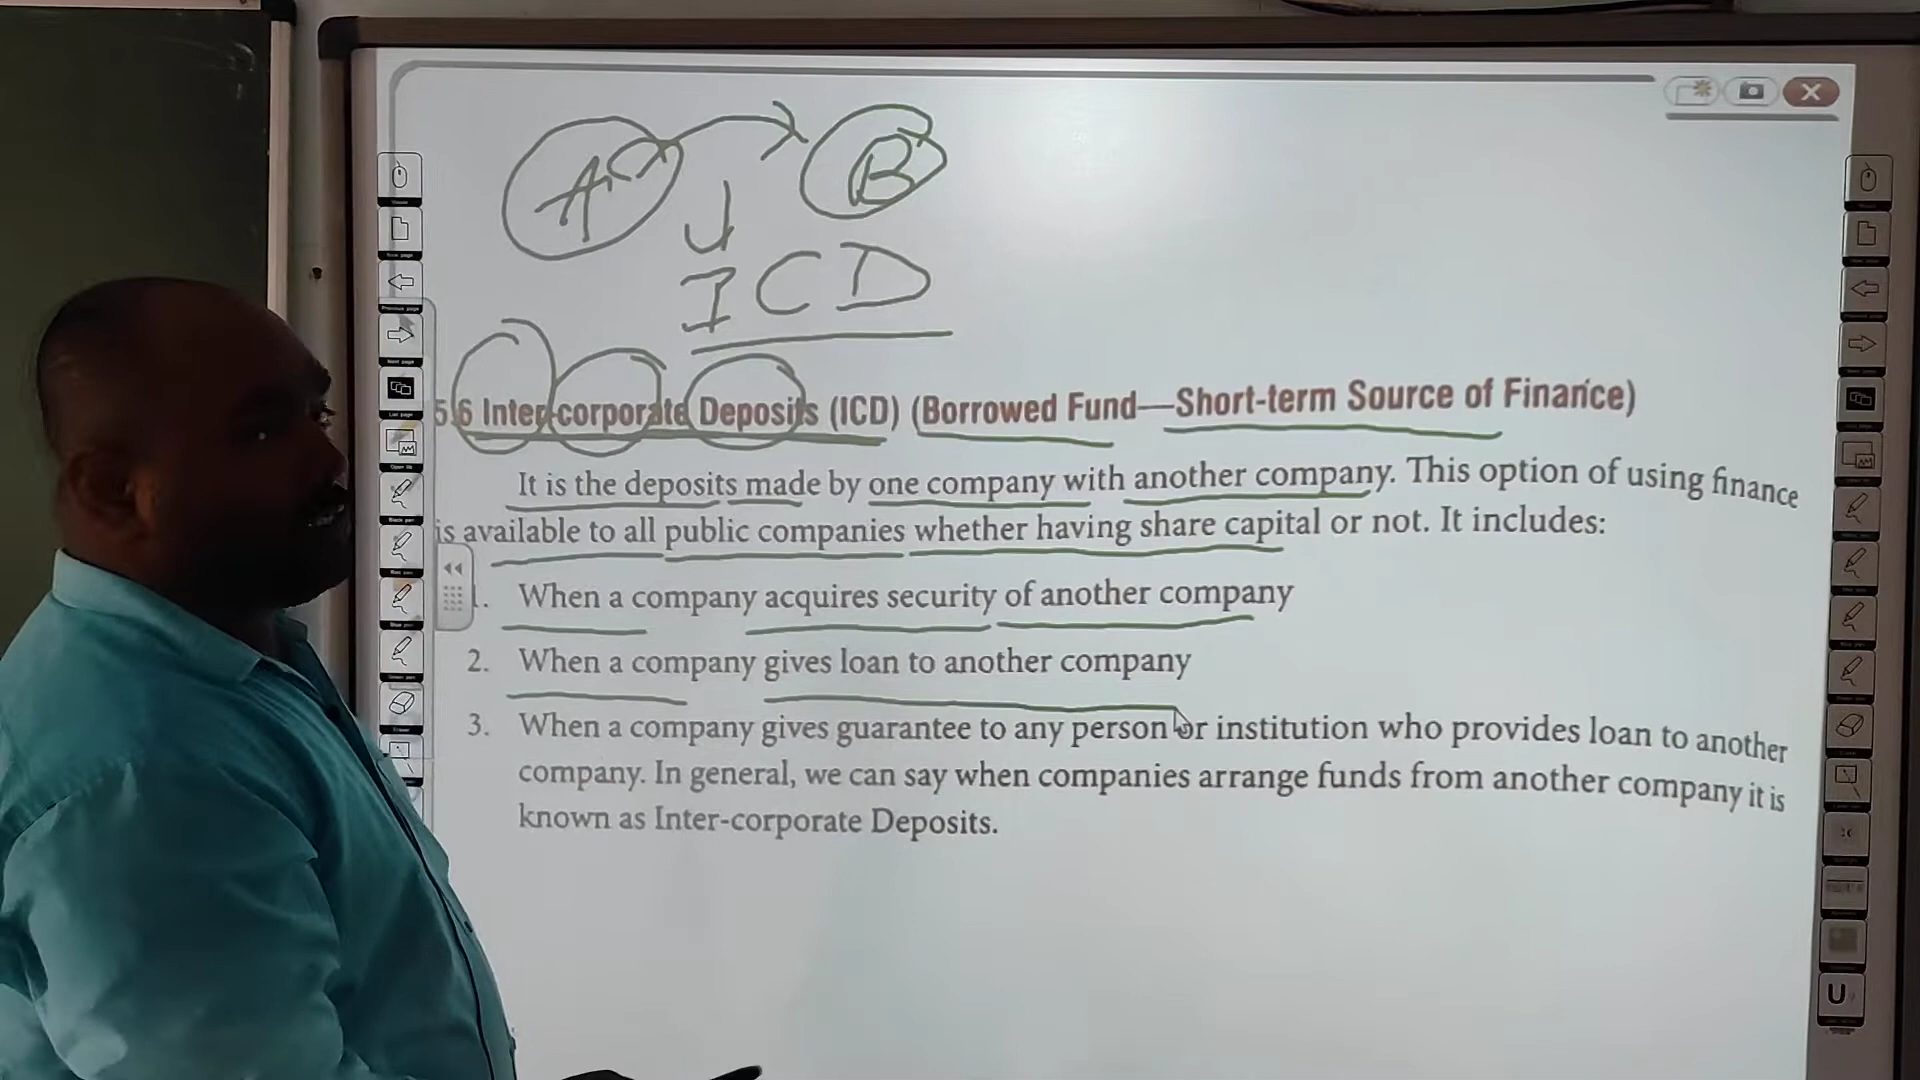 A B
ICD
5.6 Inter-corporate Deposits (ICD) (Borrowed Fund—Short-term Source of Finance)
It is the deposits made by one company with another company. This option of using finance
is available to all public companies whether having share capital or not. It includes:
1. When a company acquires security of another company
2. When a company gives loan to another company
3. When a company gives guarantee to any person or institution who provides loan to another
company. In general, we can say when companies arrange funds from another company it is
known as Inter-corporate Deposits.